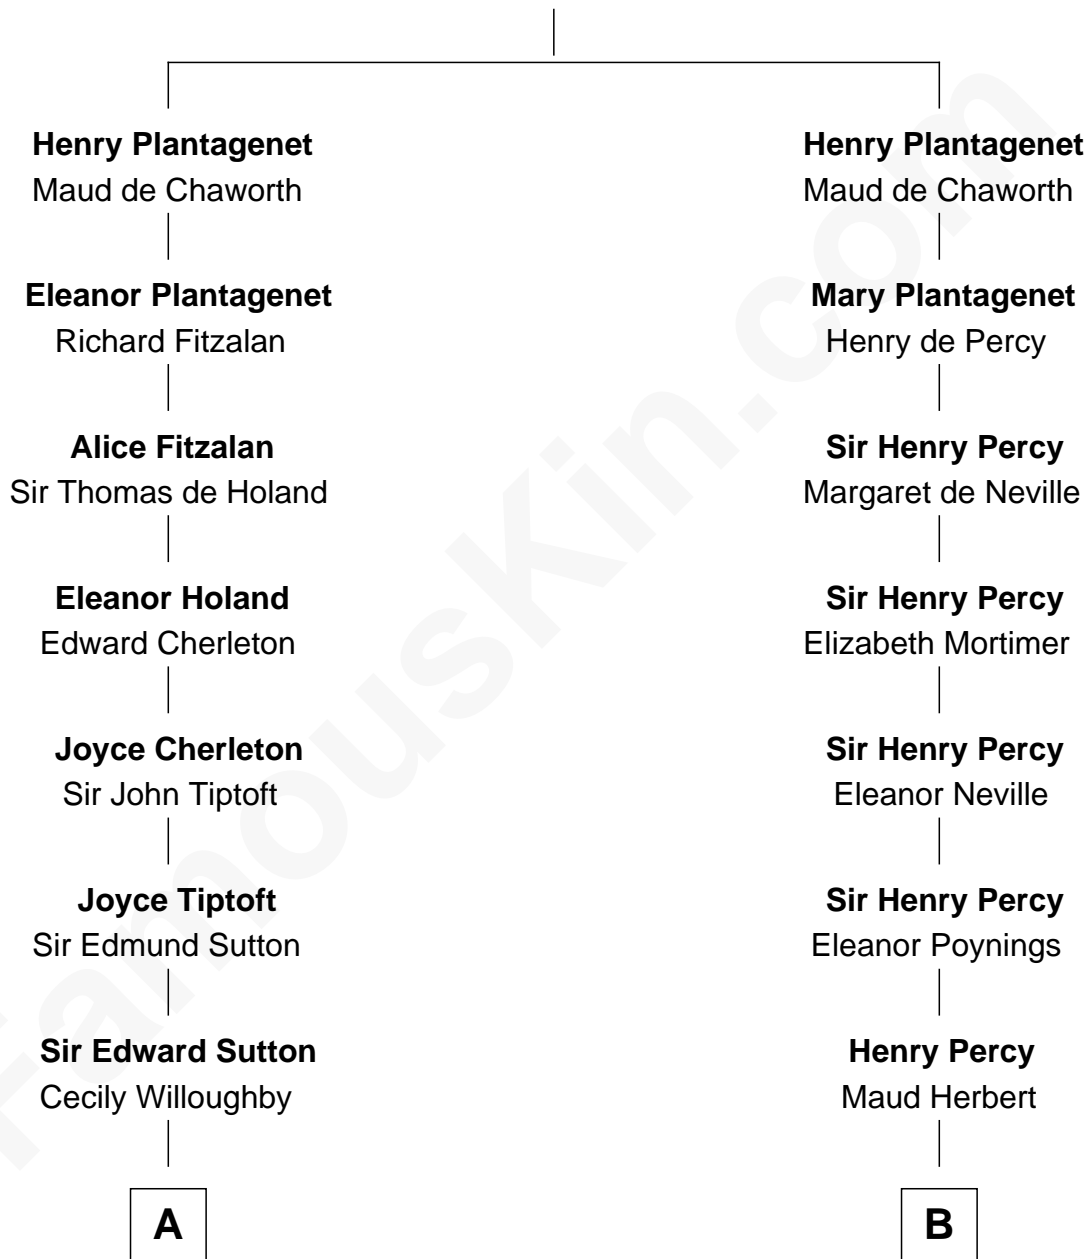 Henry Plantagenet
Maud de Chaworth
Eleanor Plantagenet
Richard Fitzalan
Alice Fitzalan
Sir Thomas de Holand
Eleanor Holand
Edward Cherleton
Joyce Cherleton
Sir John Tiptoft
Joyce Tiptoft
Sir Edmund Sutton
Sir Edward Sutton
Cecily Willoughby
A
Henry Plantagenet
Maud de Chaworth
Mary Plantagenet
Henry de Percy
Sir Henry Percy
Margaret de Neville
Sir Henry Percy
Elizabeth Mortimer
Sir Henry Percy
Eleanor Neville
Sir Henry Percy
Eleanor Poynings
Henry Percy
Maud Herbert
B
FamousKin.com